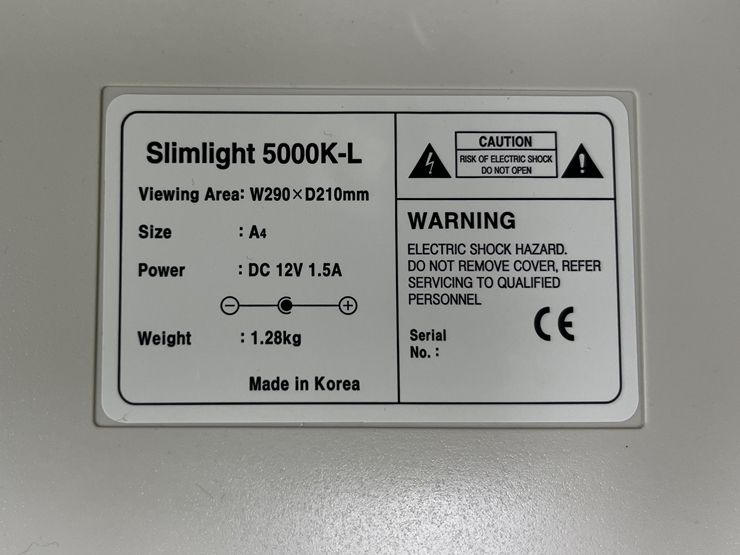 Slimlight 5000K-L
Viewing Area: W290×D210mm
Size : A4
Power : DC 12V 1.5A
Weight : 1.28kg
Made in Korea
CAUTION
RISK OF ELECTRIC SHOCK
DO NOT OPEN
WARNING
ELECTRIC SHOCK HAZARD.
DO NOT REMOVE COVER, REFER
SERVICING TO QUALIFIED
PERSONNEL
CE
Serial
No. :